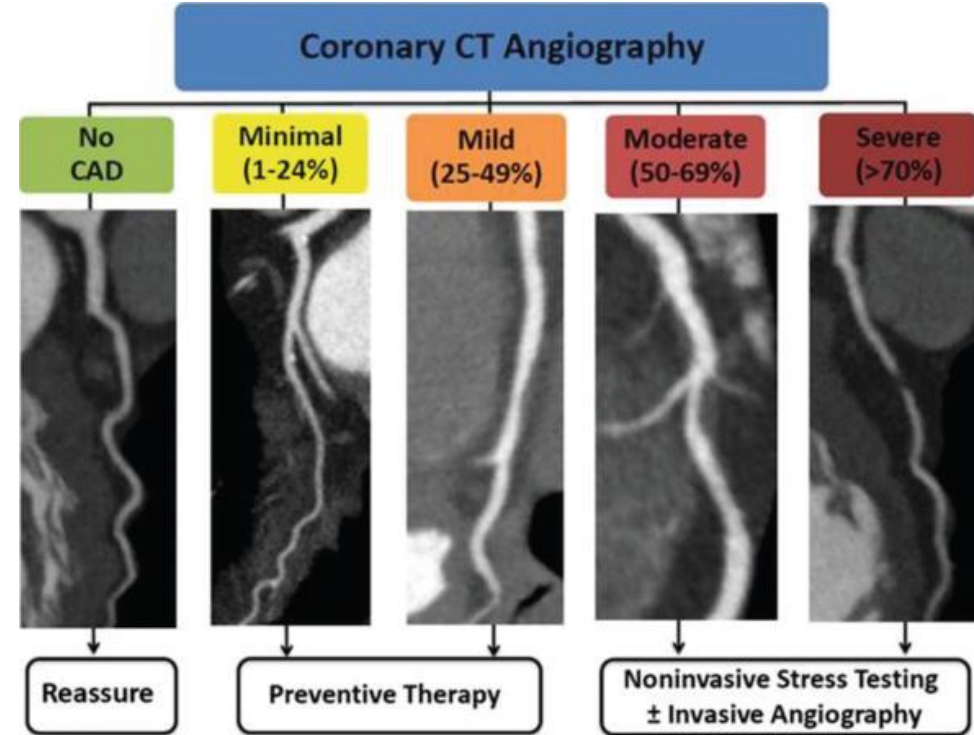 Coronary CT Angiography
No
CAD
Minimal
(1-24%)
Mild
(25-49%)
Moderate
(50-69%)
Severe
(>70%)
Reassure
Preventive Therapy
Noninvasive Stress Testing
± Invasive Angiography